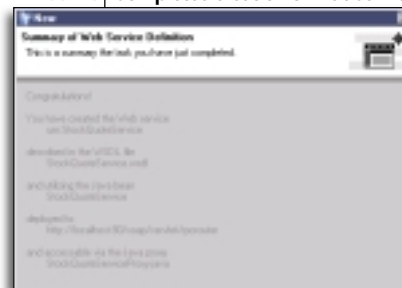 New
Summary of Web Service Definition
This is a summary the task you have just completed.
Congratulations!
You have created the Web service
urn:StockQuoteService
described in the WSDL file
StockQuoteService.wsdl
and utilizing the Java bean
StockQuoteService
deployed to
and accessible via the Java proxy